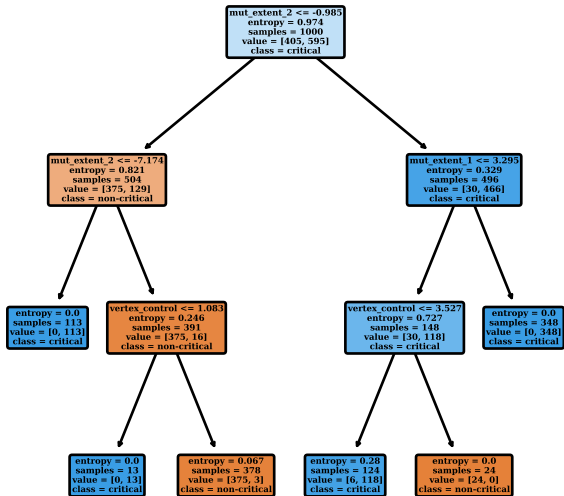 mut_extent_2 <= -0.985
entropy = 0.974
samples = 1000
value = [405, 595]
class = critical
mut_extent_2 <= -7.174
entropy = 0.821
samples = 504
value = [375, 129]
class = non-critical
mut_extent_1 <= 3.295
entropy = 0.329
samples = 496
value = [30, 466]
class = critical
entropy = 0.0
samples = 113
value = [0, 113]
class = critical
vertex_control <= 1.083
entropy = 0.246
samples = 391
value = [375, 16]
class = non-critical
vertex_control <= 3.527
entropy = 0.727
samples = 148
value = [30, 118]
class = critical
entropy = 0.0
samples = 348
value = [0, 348]
class = critical
entropy = 0.0
samples = 13
value = [0, 13]
class = critical
entropy = 0.067
samples = 378
value = [375, 3]
class = non-critical
entropy = 0.28
samples = 124
value = [6, 118]
class = critical
entropy = 0.0
samples = 24
value = [24, 0]
class = non-critical